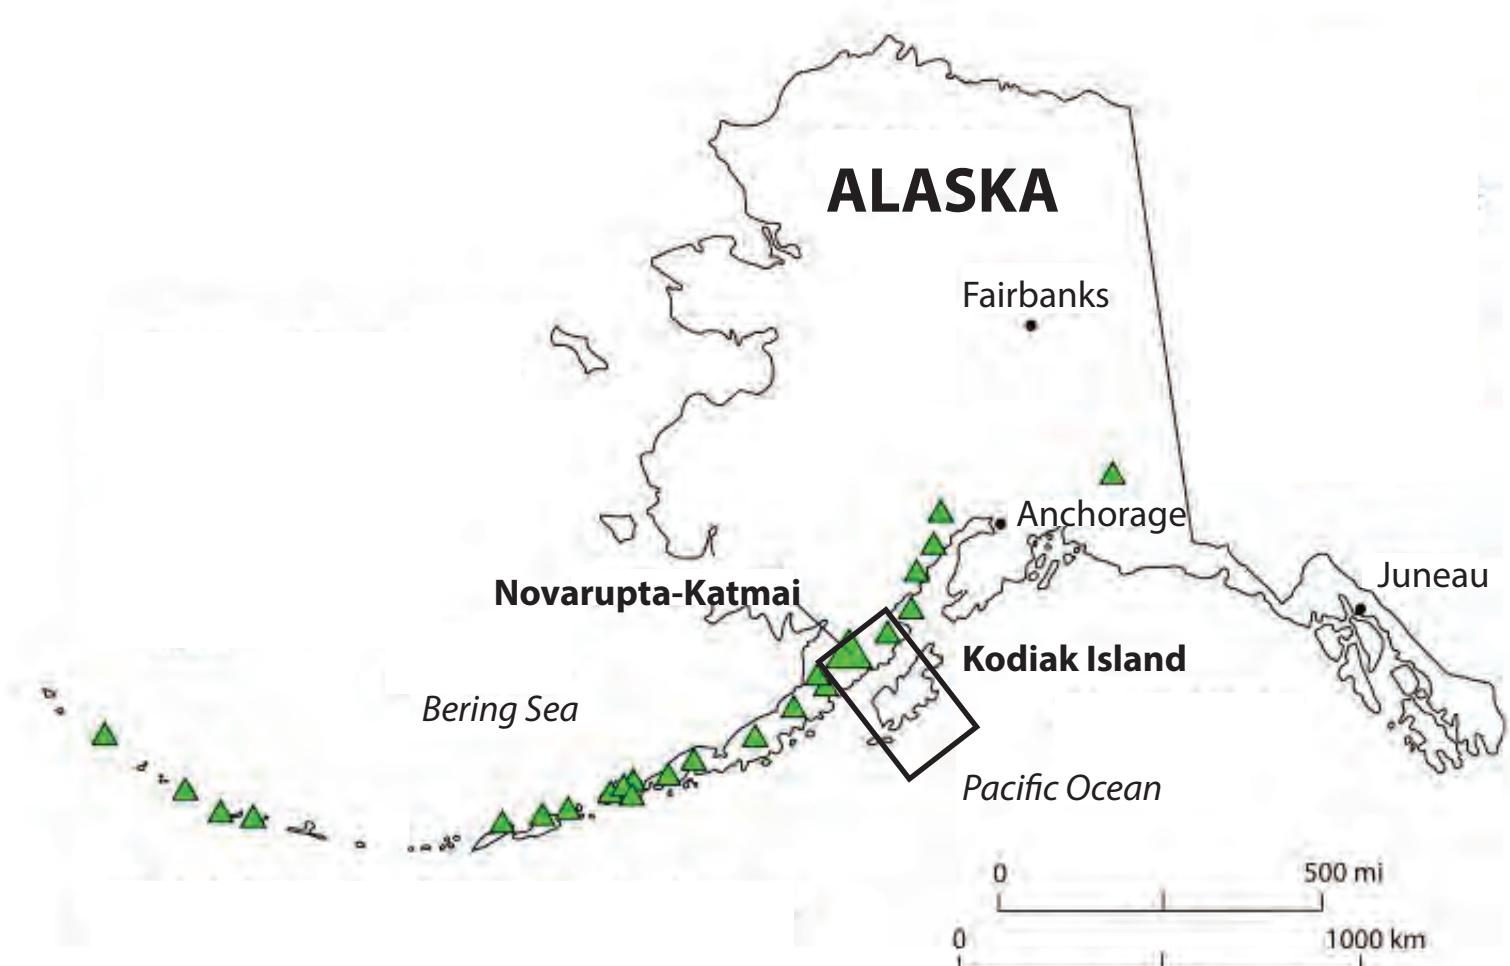 ALASKA
Fairbanks
Anchorage
Juneau
Novarupta-Katmai
Kodiak Island
Bering Sea
Pacific Ocean
0 500 mi
0 1000 km